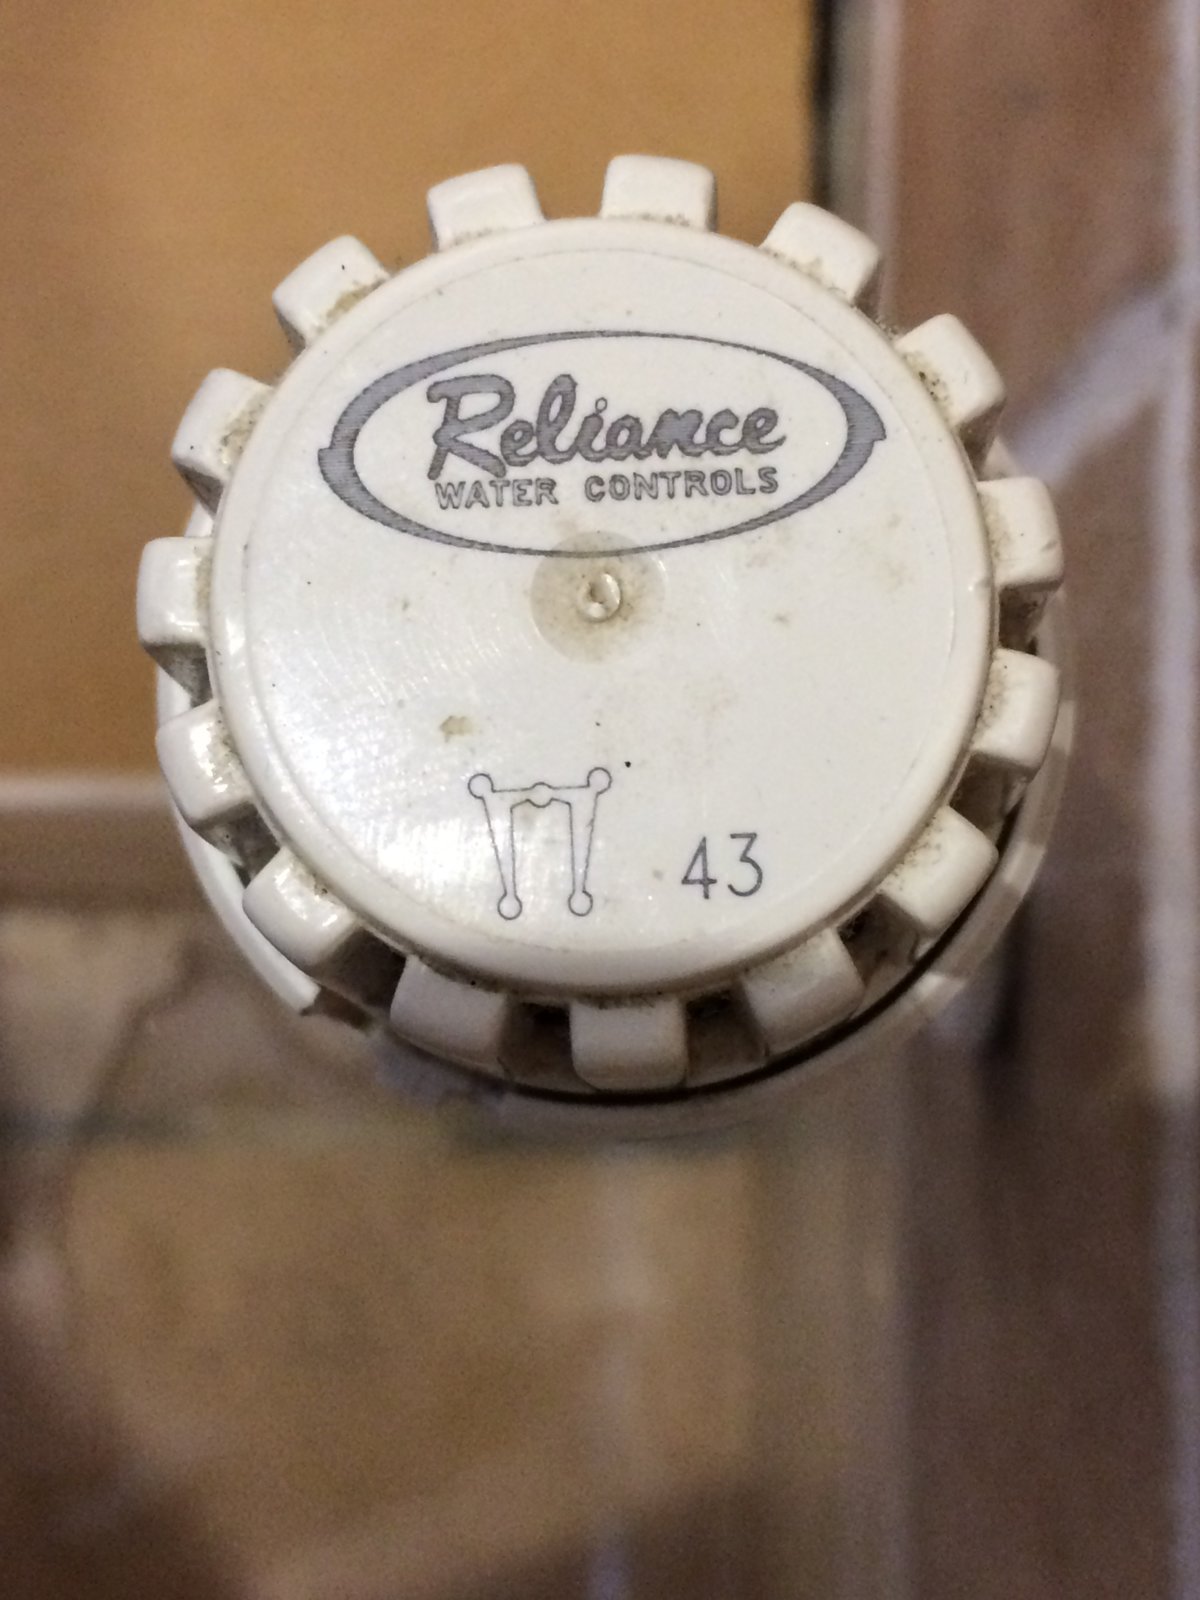 Reliance
WATER CONTROLS
43